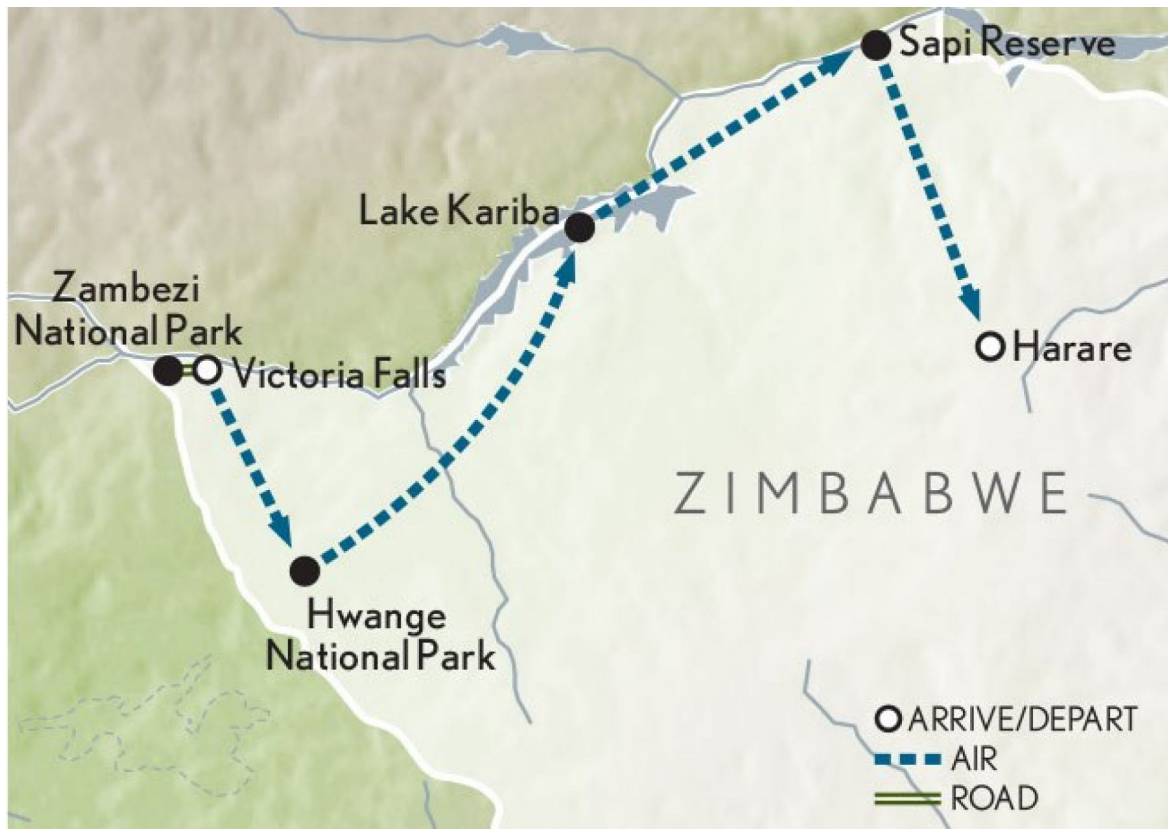 Sapi Reserve
Lake Kariba
Zambezi
National Park
Victoria Falls
Harare
ZIMBABWE
Hwange
National Park
ARRIVE/DEPART
AIR
ROAD